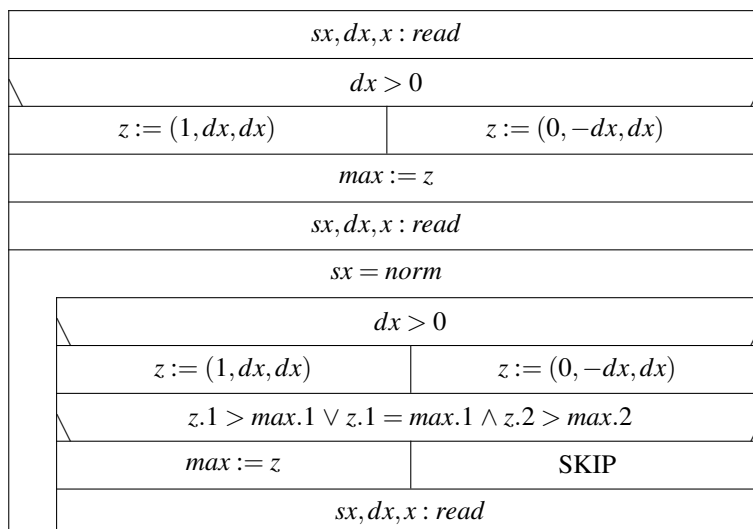 sx, dx, x : read
dx > 0
z := (1, dx, dx) z := (0, −dx, dx)
max := z
sx, dx, x : read
sx = norm
dx > 0
z := (1, dx, dx) z := (0, −dx, dx)
z.1 > max.1 ∨ z.1 = max.1 ∧ z.2 > max.2
max := z SKIP
sx, dx, x : read